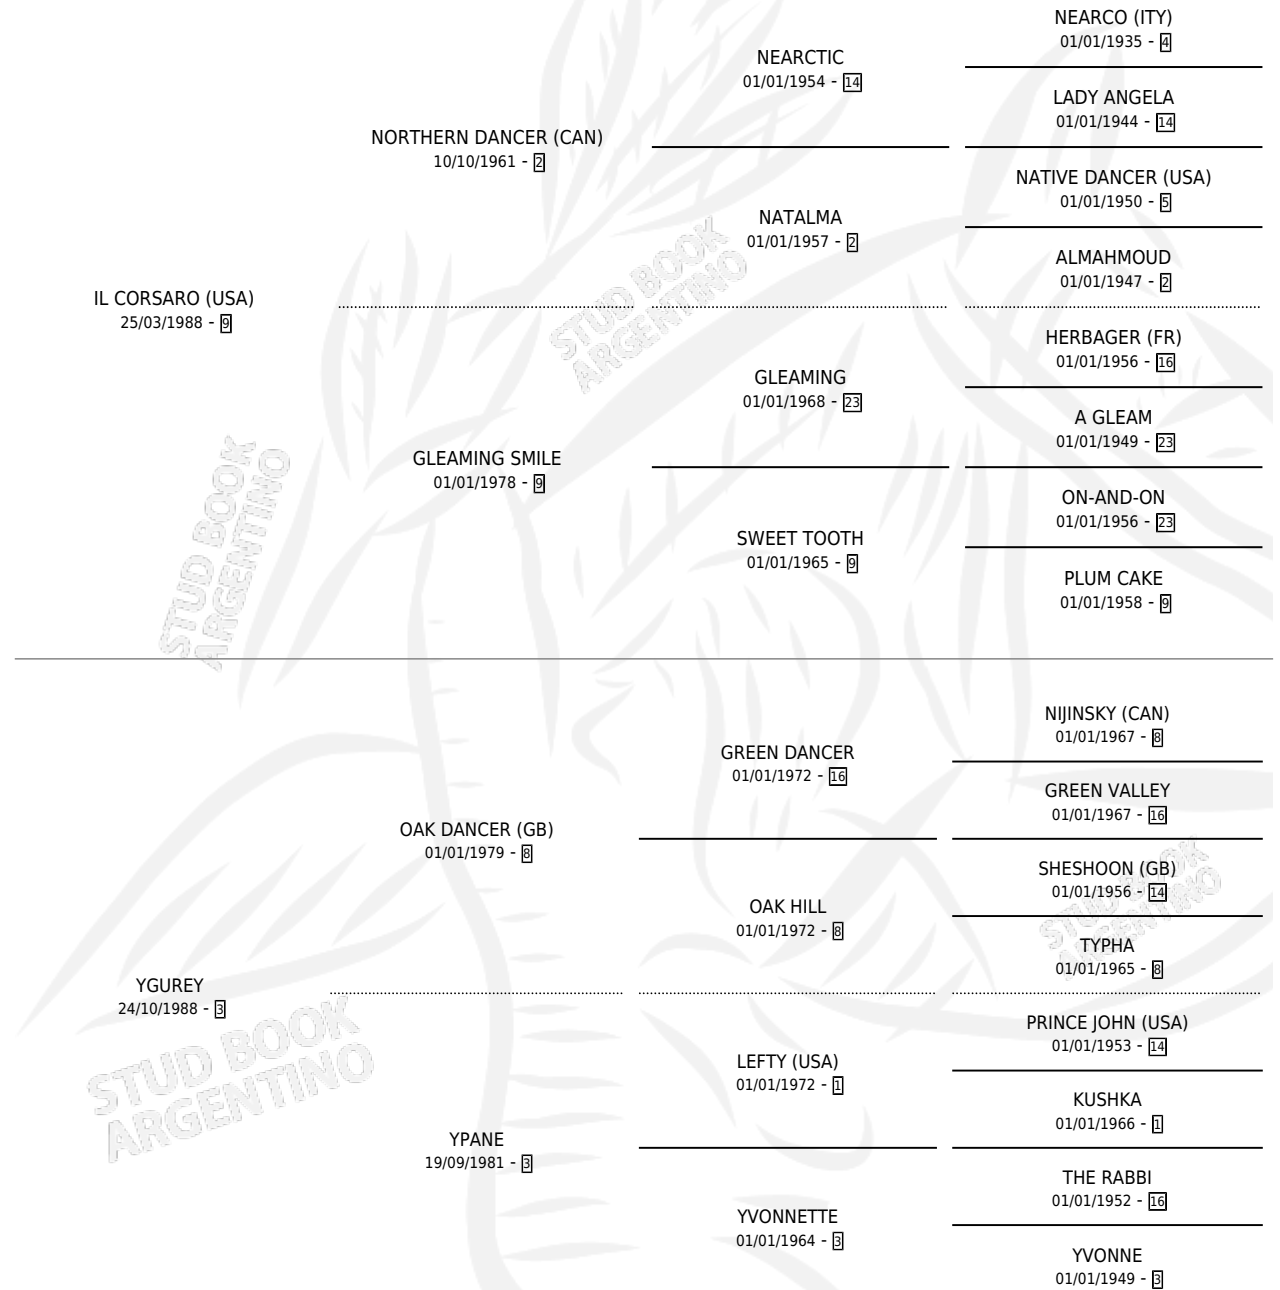 NEARCO (ITY)
01/01/1935 - 4
NEARCTIC
01/01/1954 - 14
LADY ANGELA
01/01/1944 - 14
NORTHERN DANCER (CAN)
10/10/1961 - 2
NATIVE DANCER (USA)
01/01/1950 - 5
NATALMA
01/01/1957 - 2
ALMAHMOUD
01/01/1947 - 2
IL CORSARO (USA)
25/03/1988 - 9
HERBAGER (FR)
01/01/1956 - 16
GLEAMING
01/01/1968 - 23
A GLEAM
01/01/1949 - 23
GLEAMING SMILE
01/01/1978 - 9
ON-AND-ON
01/01/1956 - 23
SWEET TOOTH
01/01/1965 - 9
PLUM CAKE
01/01/1958 - 9
NIJINSKY (CAN)
01/01/1967 - 8
GREEN DANCER
01/01/1972 - 16
GREEN VALLEY
01/01/1967 - 16
OAK DANCER (GB)
01/01/1979 - 8
SHESHOON (GB)
01/01/1956 - 14
OAK HILL
01/01/1972 - 8
TYPHA
01/01/1965 - 8
YGUREY
24/10/1988 - 3
PRINCE JOHN (USA)
01/01/1953 - 14
LEFTY (USA)
01/01/1972 - 1
KUSHKA
01/01/1966 - 1
YPANE
19/09/1981 - 3
THE RABBI
01/01/1952 - 16
YVONNETTE
01/01/1964 - 3
YVONNE
01/01/1949 - 3
STUD BOOK
ARGENTINO
STUD BOOK
ARGENTINO
STUD BOOK
ARGENTINO
STUD BOOK
ARGENTINO